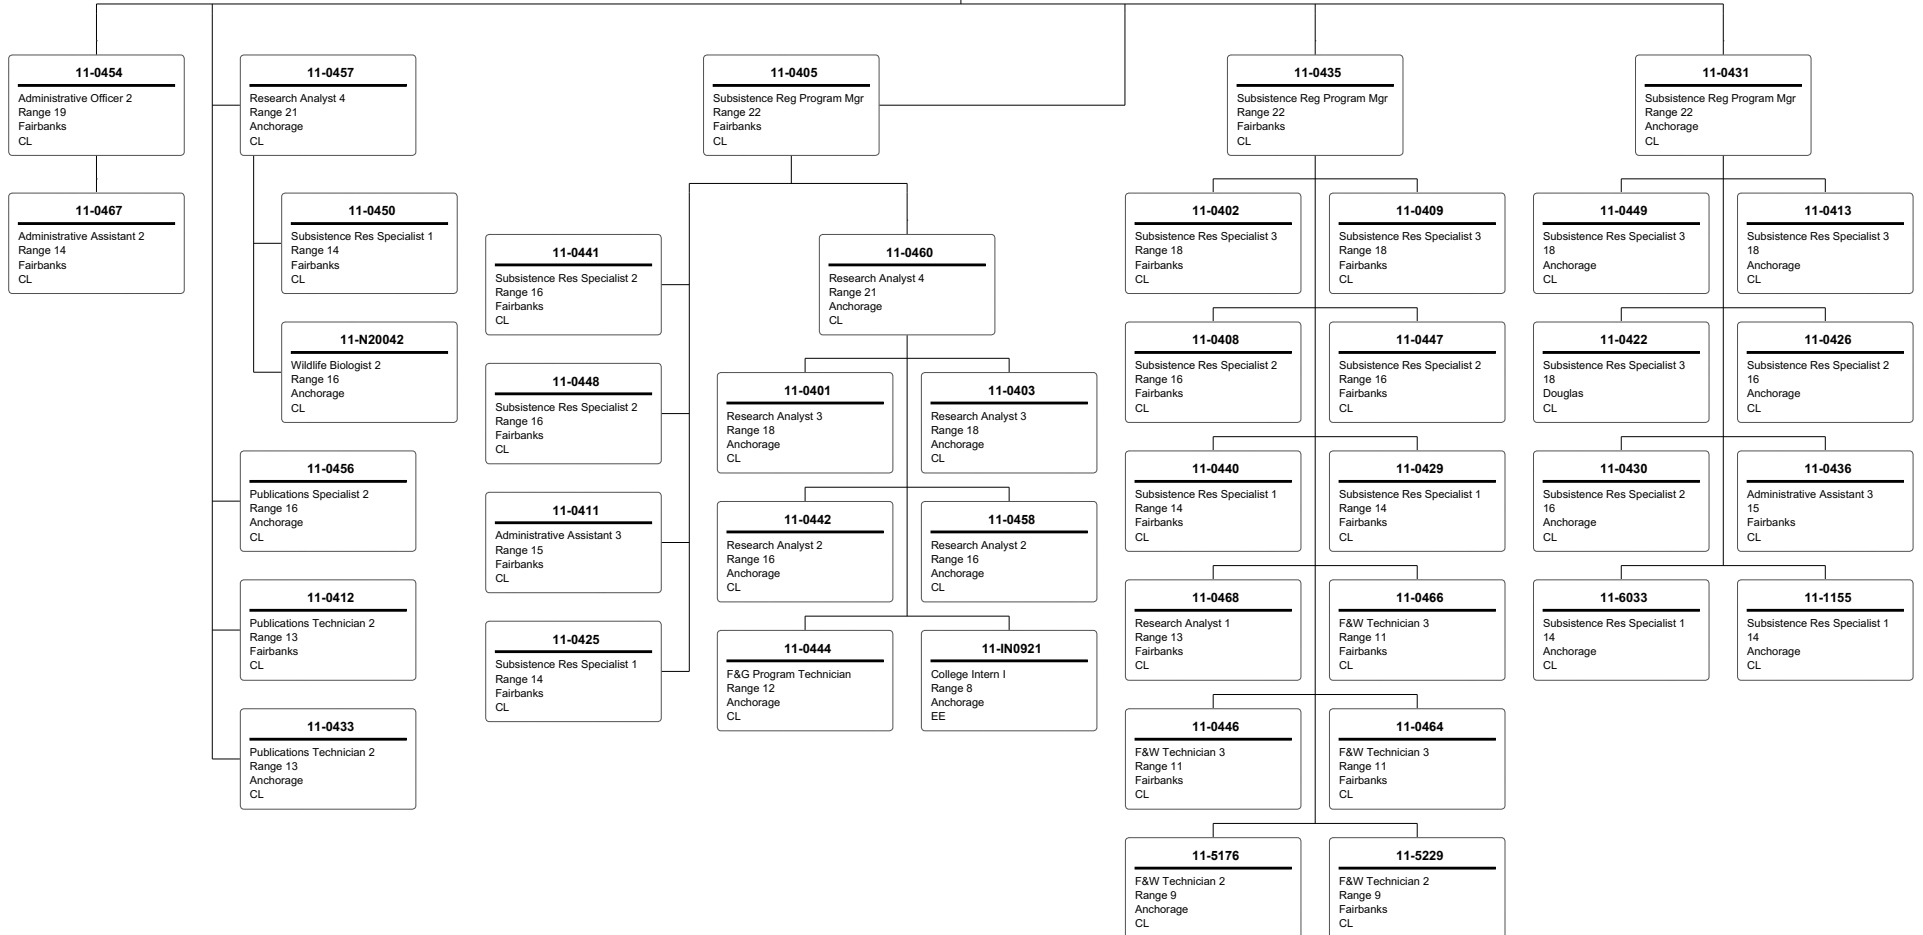 11-0454
Administrative Officer 2
Range 19
Fairbanks
CL
11-0467
Administrative Assistant 2
Range 14
Fairbanks
CL
11-0457
Research Analyst 4
Range 21
Anchorage
CL
11-0450
Subsistence Res Specialist 1
Range 14
Fairbanks
CL
11-N20042
Wildlife Biologist 2
Range 16
Anchorage
CL
11-0456
Publications Specialist 2
Range 16
Anchorage
CL
11-0412
Publications Technician 2
Range 13
Fairbanks
CL
11-0433
Publications Technician 2
Range 13
Anchorage
CL
11-0405
Subsistence Reg Program Mgr
Range 22
Fairbanks
CL
11-0441
Subsistence Res Specialist 2
Range 16
Fairbanks
CL
11-0448
Subsistence Res Specialist 2
Range 16
Fairbanks
CL
11-0411
Administrative Assistant 3
Range 15
Fairbanks
CL
11-0425
Subsistence Res Specialist 1
Range 14
Fairbanks
CL
11-0460
Research Analyst 4
Range 21
Anchorage
CL
11-0401
Research Analyst 3
Range 18
Anchorage
CL
11-0403
Research Analyst 3
Range 18
Anchorage
CL
11-0442
Research Analyst 2
Range 16
Anchorage
CL
11-0458
Research Analyst 2
Range 16
Anchorage
CL
11-0444
F&G Program Technician
Range 12
Anchorage
CL
11-IN0921
College Intern I
Range 8
Anchorage
EE
11-0435
Subsistence Reg Program Mgr
Range 22
Fairbanks
CL
11-0402
Subsistence Res Specialist 3
Range 18
Fairbanks
CL
11-0409
Subsistence Res Specialist 3
Range 18
Fairbanks
CL
11-0408
Subsistence Res Specialist 2
Range 16
Fairbanks
CL
11-0447
Subsistence Res Specialist 2
Range 16
Fairbanks
CL
11-0440
Subsistence Res Specialist 1
Range 14
Fairbanks
CL
11-0429
Subsistence Res Specialist 1
Range 14
Fairbanks
CL
11-0468
Research Analyst 1
Range 13
Fairbanks
CL
11-0466
F&W Technician 3
Range 11
Fairbanks
CL
11-0446
F&W Technician 3
Range 11
Fairbanks
CL
11-0464
F&W Technician 3
Range 11
Fairbanks
CL
11-5176
F&W Technician 2
Range 9
Anchorage
CL
11-5229
F&W Technician 2
Range 9
Fairbanks
CL
11-0431
Subsistence Reg Program Mgr
Range 22
Anchorage
CL
11-0449
Subsistence Res Specialist 3
18
Anchorage
CL
11-0413
Subsistence Res Specialist 3
18
Anchorage
CL
11-0422
Subsistence Res Specialist 3
18
Douglas
CL
11-0426
Subsistence Res Specialist 2
16
Anchorage
CL
11-0430
Subsistence Res Specialist 2
16
Anchorage
CL
11-0436
Administrative Assistant 3
15
Fairbanks
CL
11-6033
Subsistence Res Specialist 1
14
Anchorage
CL
11-1155
Subsistence Res Specialist 1
14
Anchorage
CL